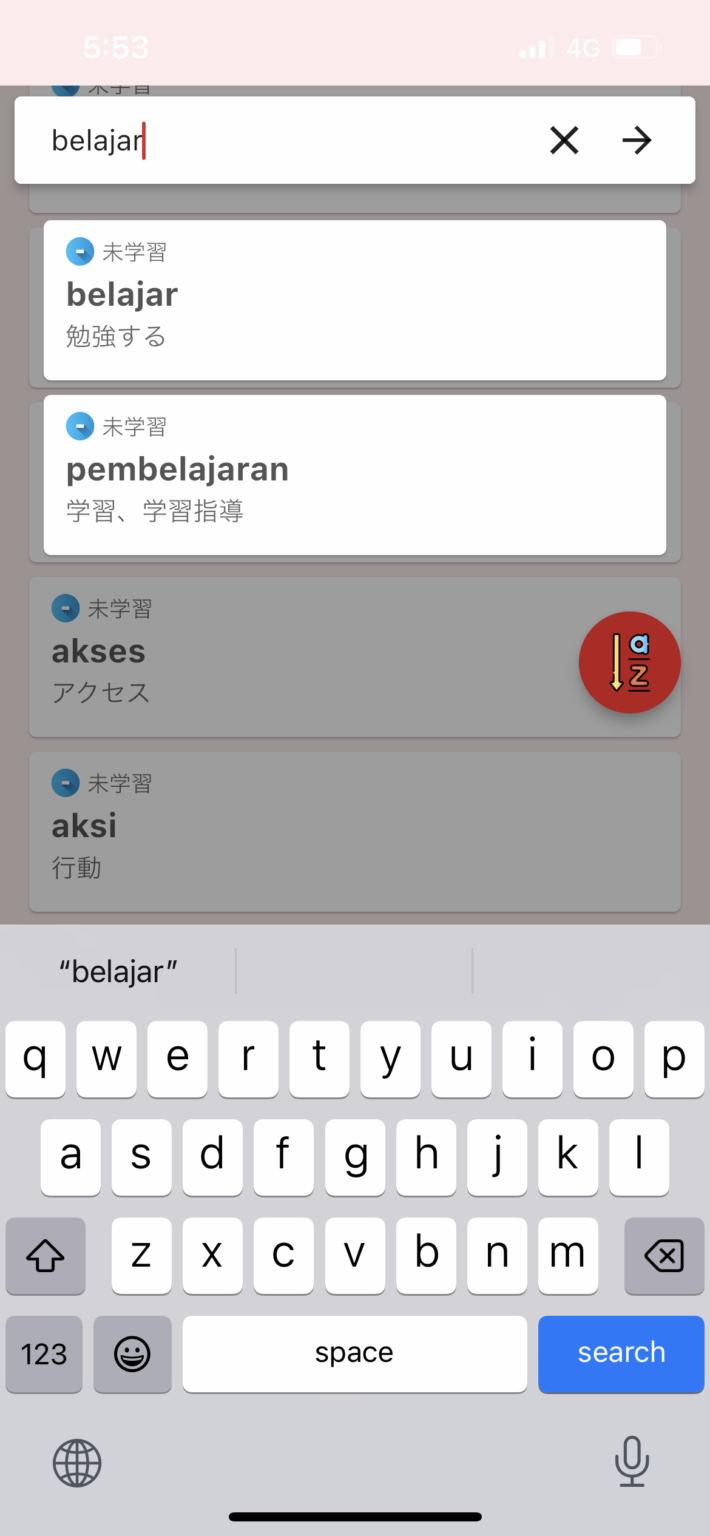 5:53
4G
未学習
belajar
未学習
belajar
勉強する
未学習
pembelajaran
学習、学習指導
未学習
akses
アクセス
a
z
未学習
aksi
行動
“belajar”
q w e r t y u i o p
a s d f g h j k l
z x c v b n m
123 space search